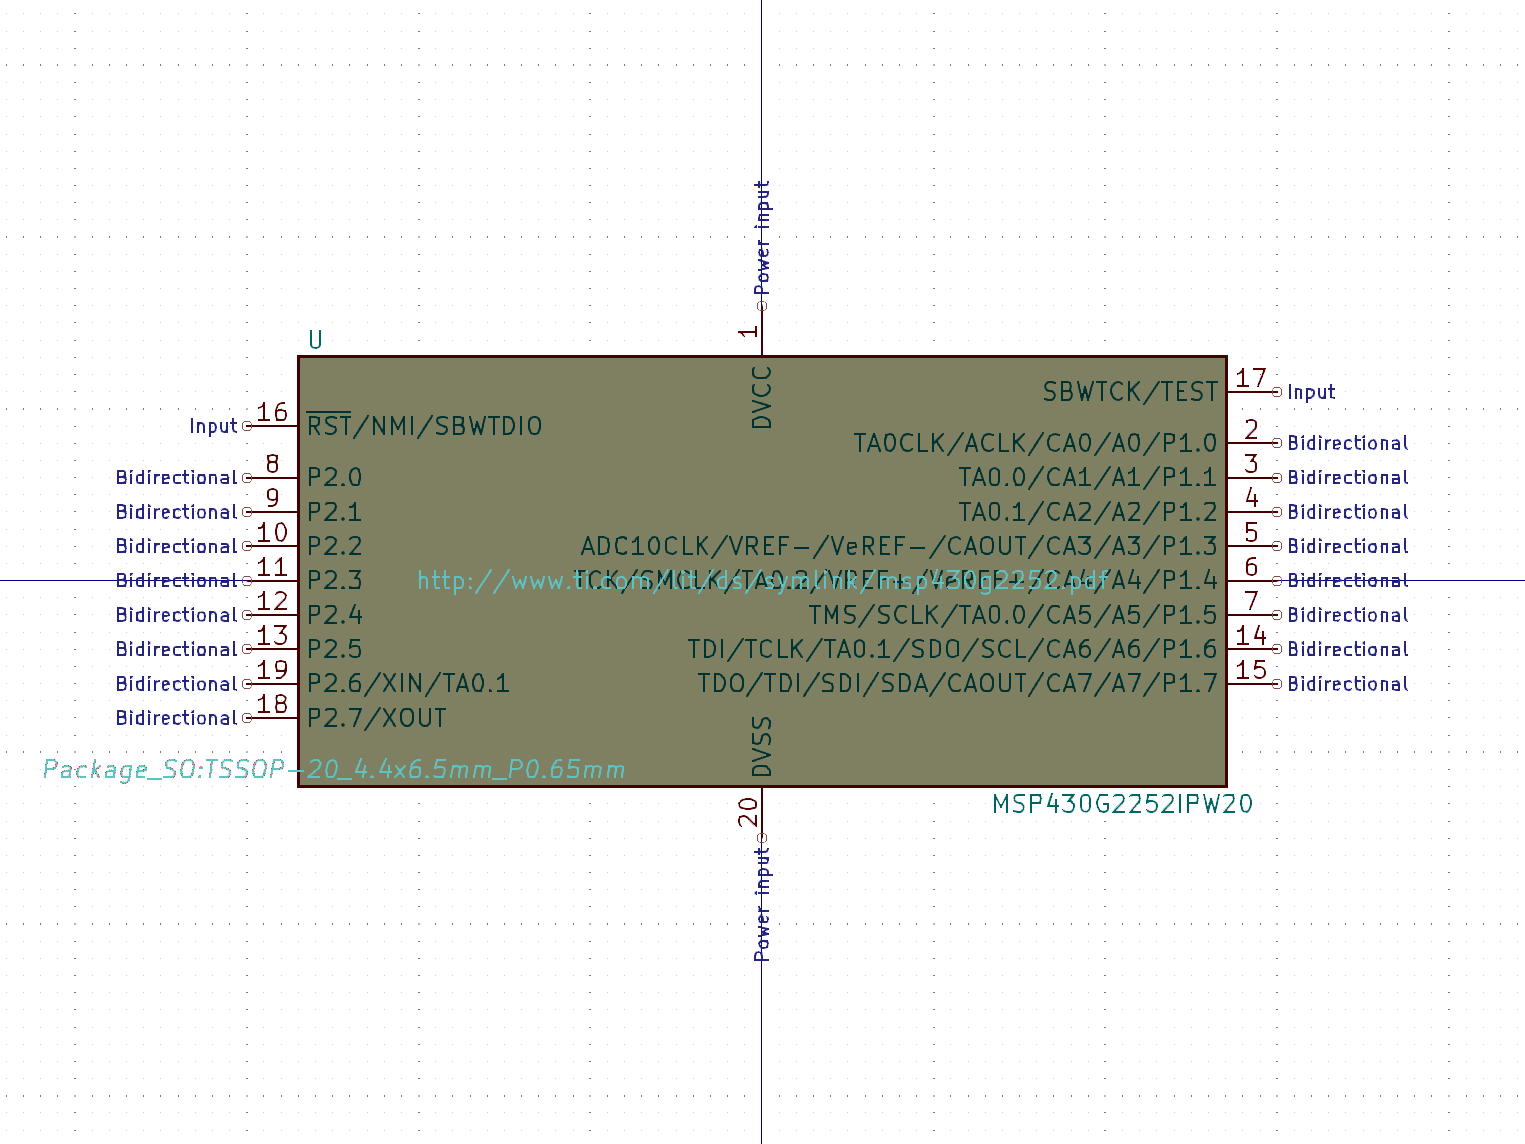 Power input
1
DVCC
U
17
SBWTCK/TEST
Input
16
Input
RST/NMI/SBWTDIO
2
TA0CLK/ACLK/CA0/A0/P1.0
Bidirectional
8
Bidirectional
P2.0
3
TA0.0/CA1/A1/P1.1
Bidirectional
9
Bidirectional
P2.1
4
TA0.1/CA2/A2/P1.2
Bidirectional
10
Bidirectional
P2.2
5
ADC10CLK/VREF-/VeREF-/CAOUT/CA3/A3/P1.3
Bidirectional
11
Bidirectional
P2.3
http://www.ti.com/lit/ds/symlink/msp430g2252.pdf
6
TCK/SMCLK/TA0.2/VREF+/VeREF+/CA4/A4/P1.4
Bidirectional
12
Bidirectional
P2.4
7
TMS/SCLK/TA0.0/CA5/A5/P1.5
Bidirectional
13
Bidirectional
P2.5
14
TDI/TCLK/TA0.1/SDO/SCL/CA6/A6/P1.6
Bidirectional
19
Bidirectional
P2.6/XIN/TA0.1
15
TDO/TDI/SDI/SDA/CAOUT/CA7/A7/P1.7
Bidirectional
18
Bidirectional
P2.7/XOUT
DVSS
Package_SO:TSSOP-20_4.4x6.5mm_P0.65mm
20
MSP430G2252IPW20
Power input